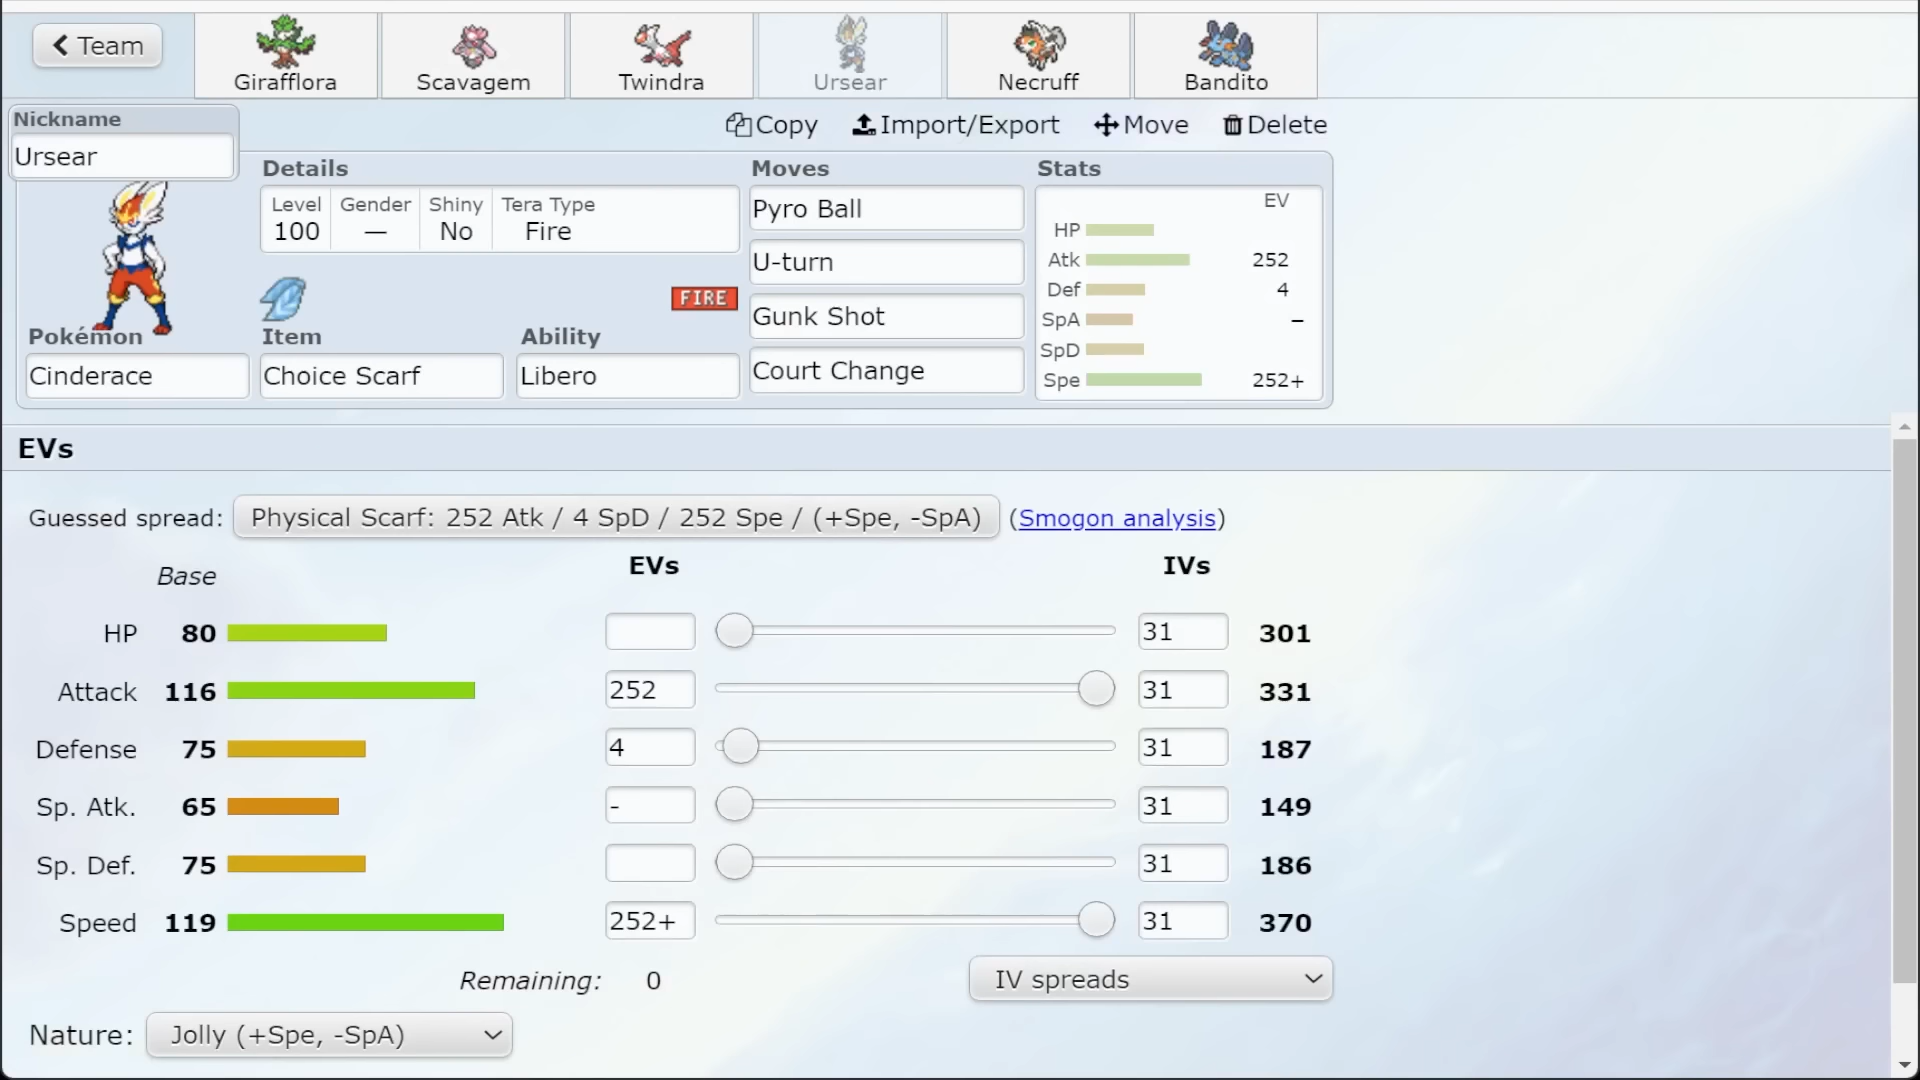 Team
Girafflora
Scavagem
Twindra
Ursear
Necruff
Bandito
Nickname
Ursear
Copy
Import/Export
Move
Delete
Details
Level Gender Shiny Tera Type
100 — No Fire
FIRE
Pokémon
Cinderace
Item
Choice Scarf
Ability
Libero
Moves
Pyro Ball
U-turn
Gunk Shot
Court Change
Stats
EV
HP
Atk 252
Def 4
SpA –
SpD
Spe 252+
EVs
Guessed spread: Physical Scarf: 252 Atk / 4 SpD / 252 Spe / (+Spe, -SpA) (Smogon analysis)
Base EVs IVs
HP 80 31 301
Attack 116 252 31 331
Defense 75 4 31 187
Sp. Atk. 65 - 31 149
Sp. Def. 75 31 186
Speed 119 252+ 31 370
Remaining: 0 IV spreads
Nature: Jolly (+Spe, -SpA)